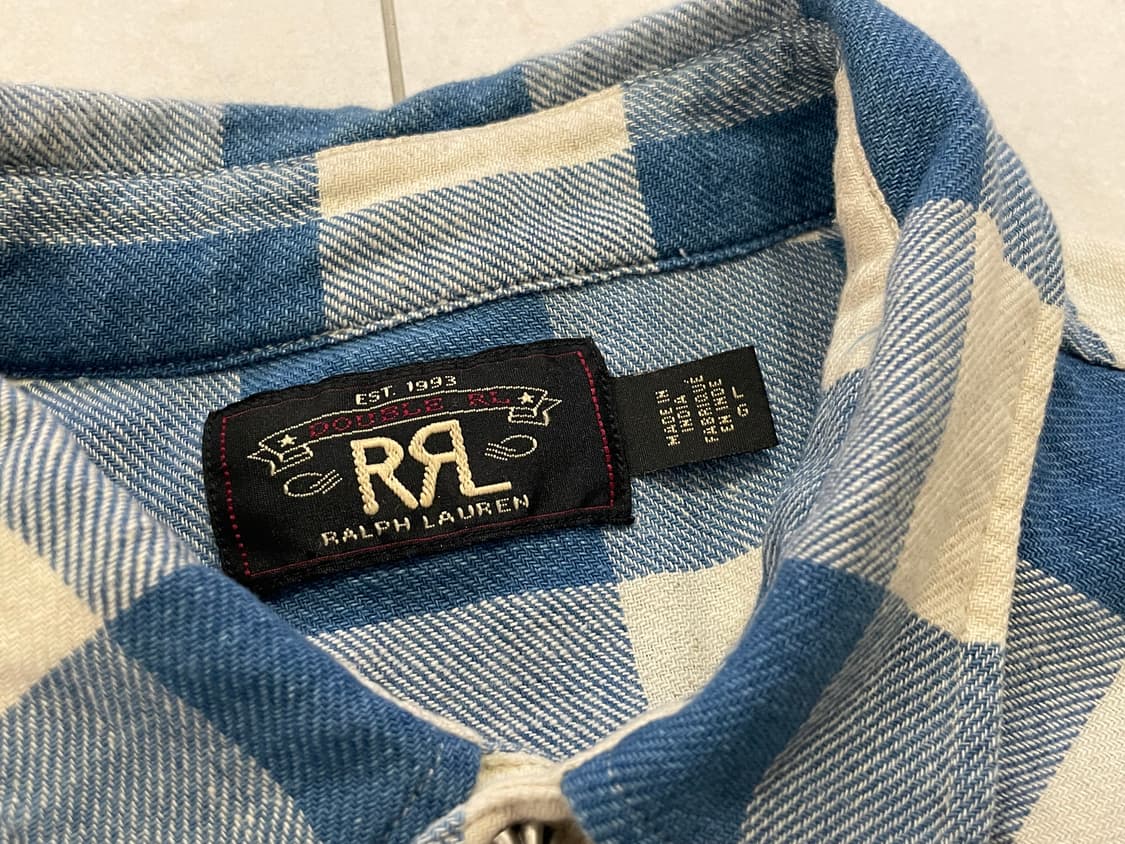 EST. 1993
DOUBLE RL
RRL
RALPH LAUREN
MADE IN
INDIA
FABRIQUÉ
EN INDE
L
G